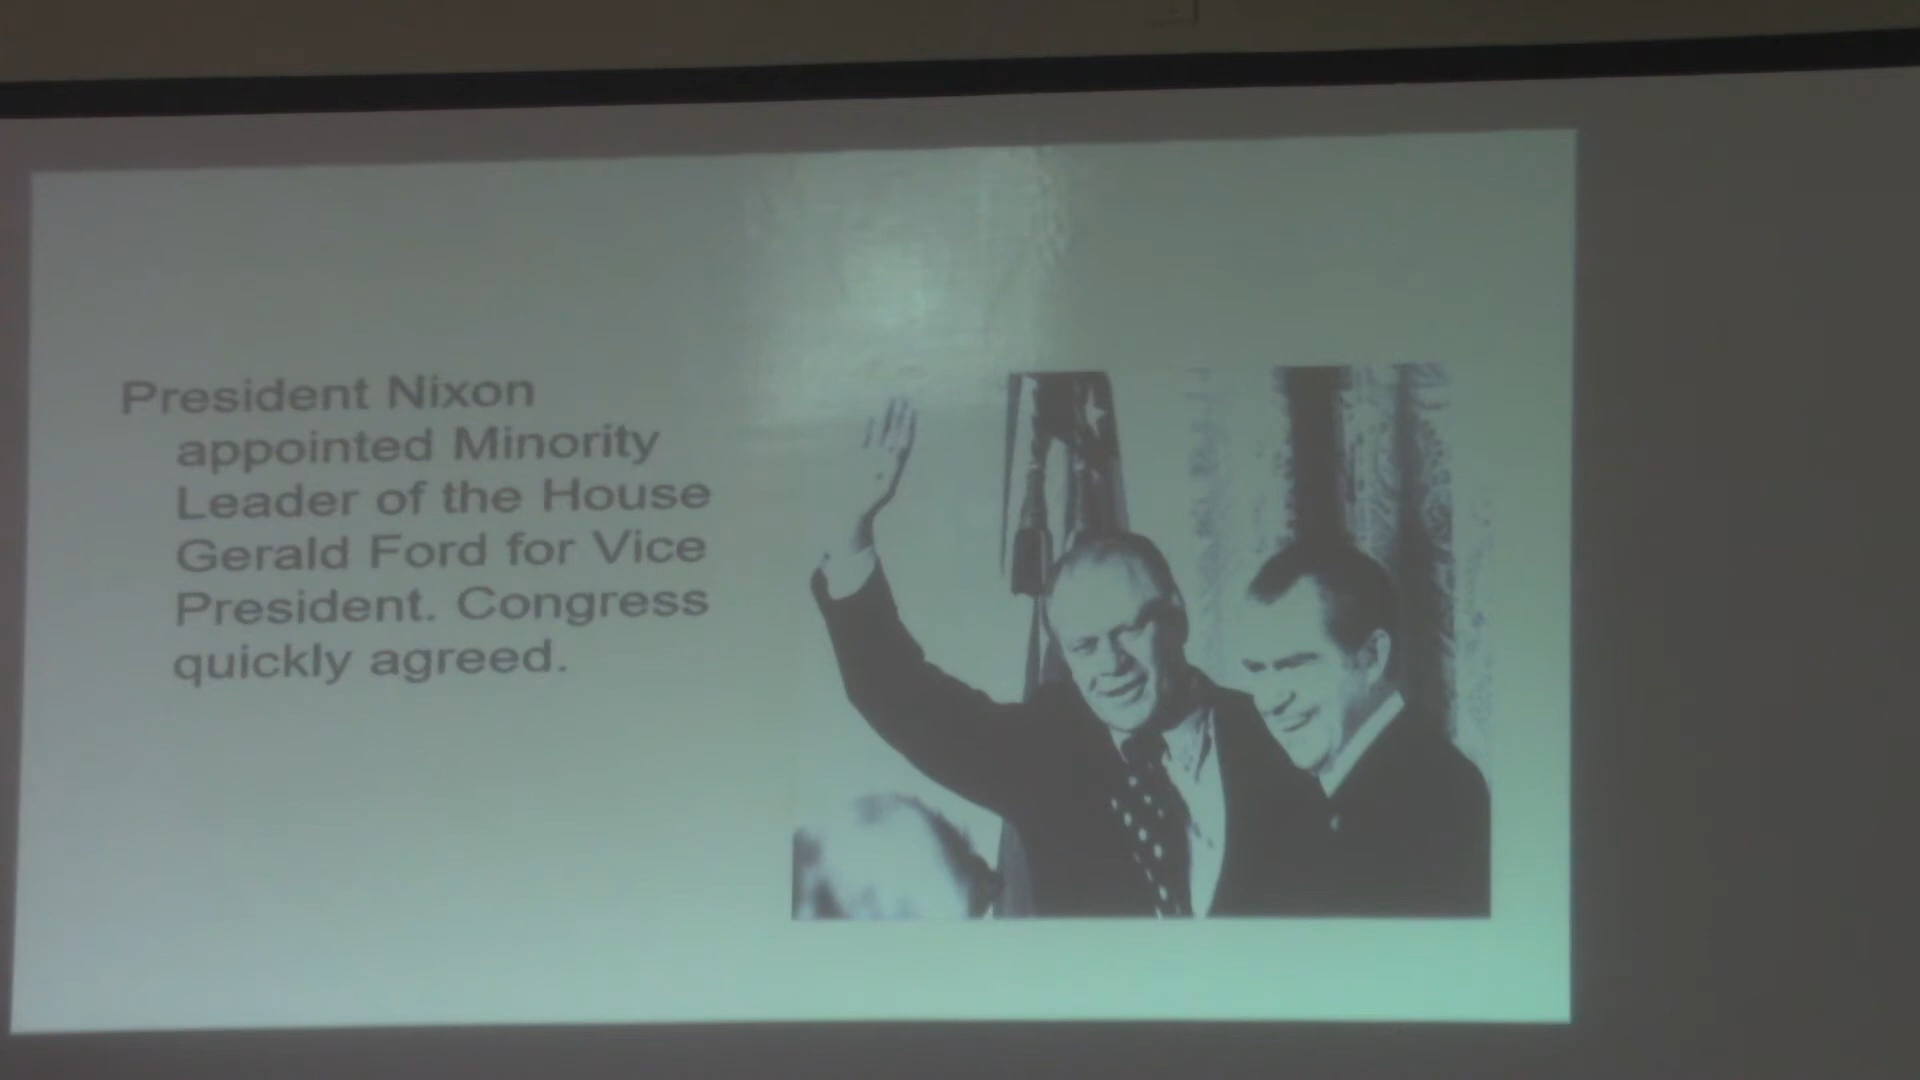 President Nixon
appointed Minority
Leader of the House
Gerald Ford for Vice
President. Congress
quickly agreed.